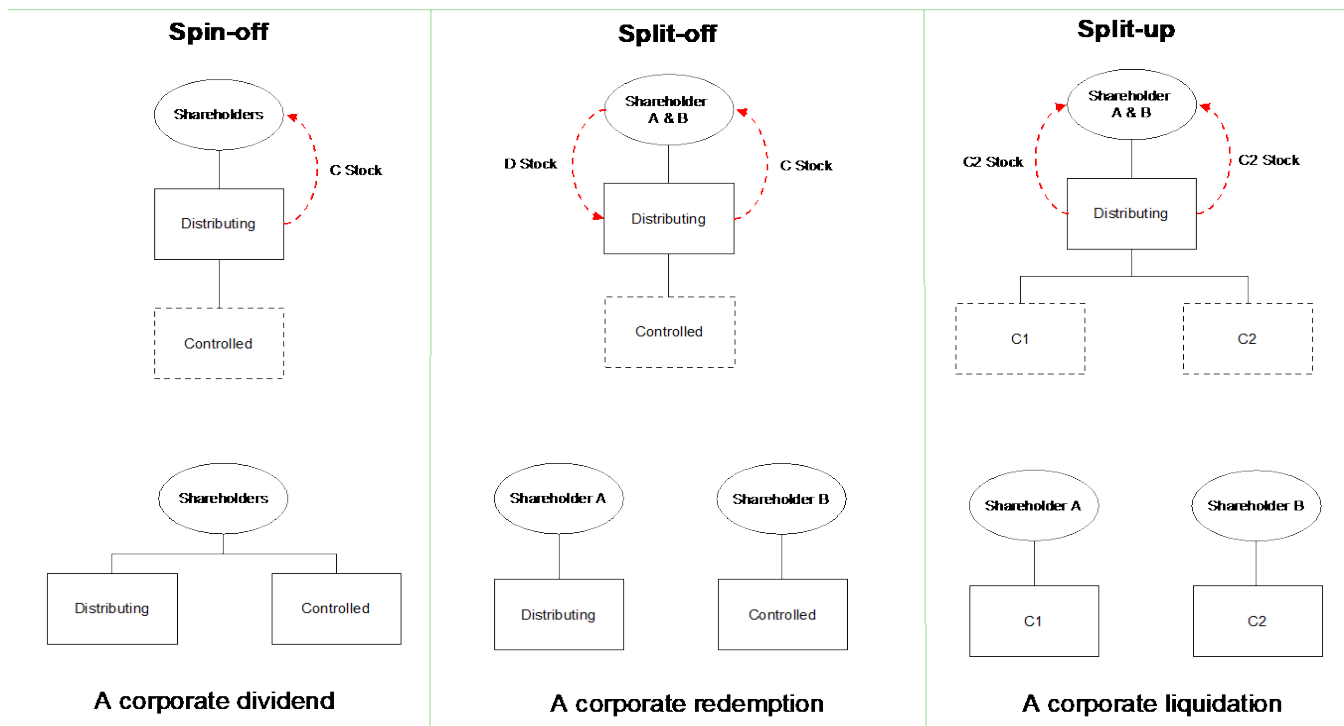 Spin-off
Shareholders
C Stock
Distributing
Controlled
Shareholders
Distributing
Controlled
A corporate dividend
Split-off
Shareholder
A & B
D Stock
C Stock
Distributing
Controlled
Shareholder A
Shareholder B
Distributing
Controlled
A corporate redemption
Split-up
Shareholder
A & B
C2 Stock
C2 Stock
Distributing
C1
C2
Shareholder A
Shareholder B
C1
C2
A corporate liquidation